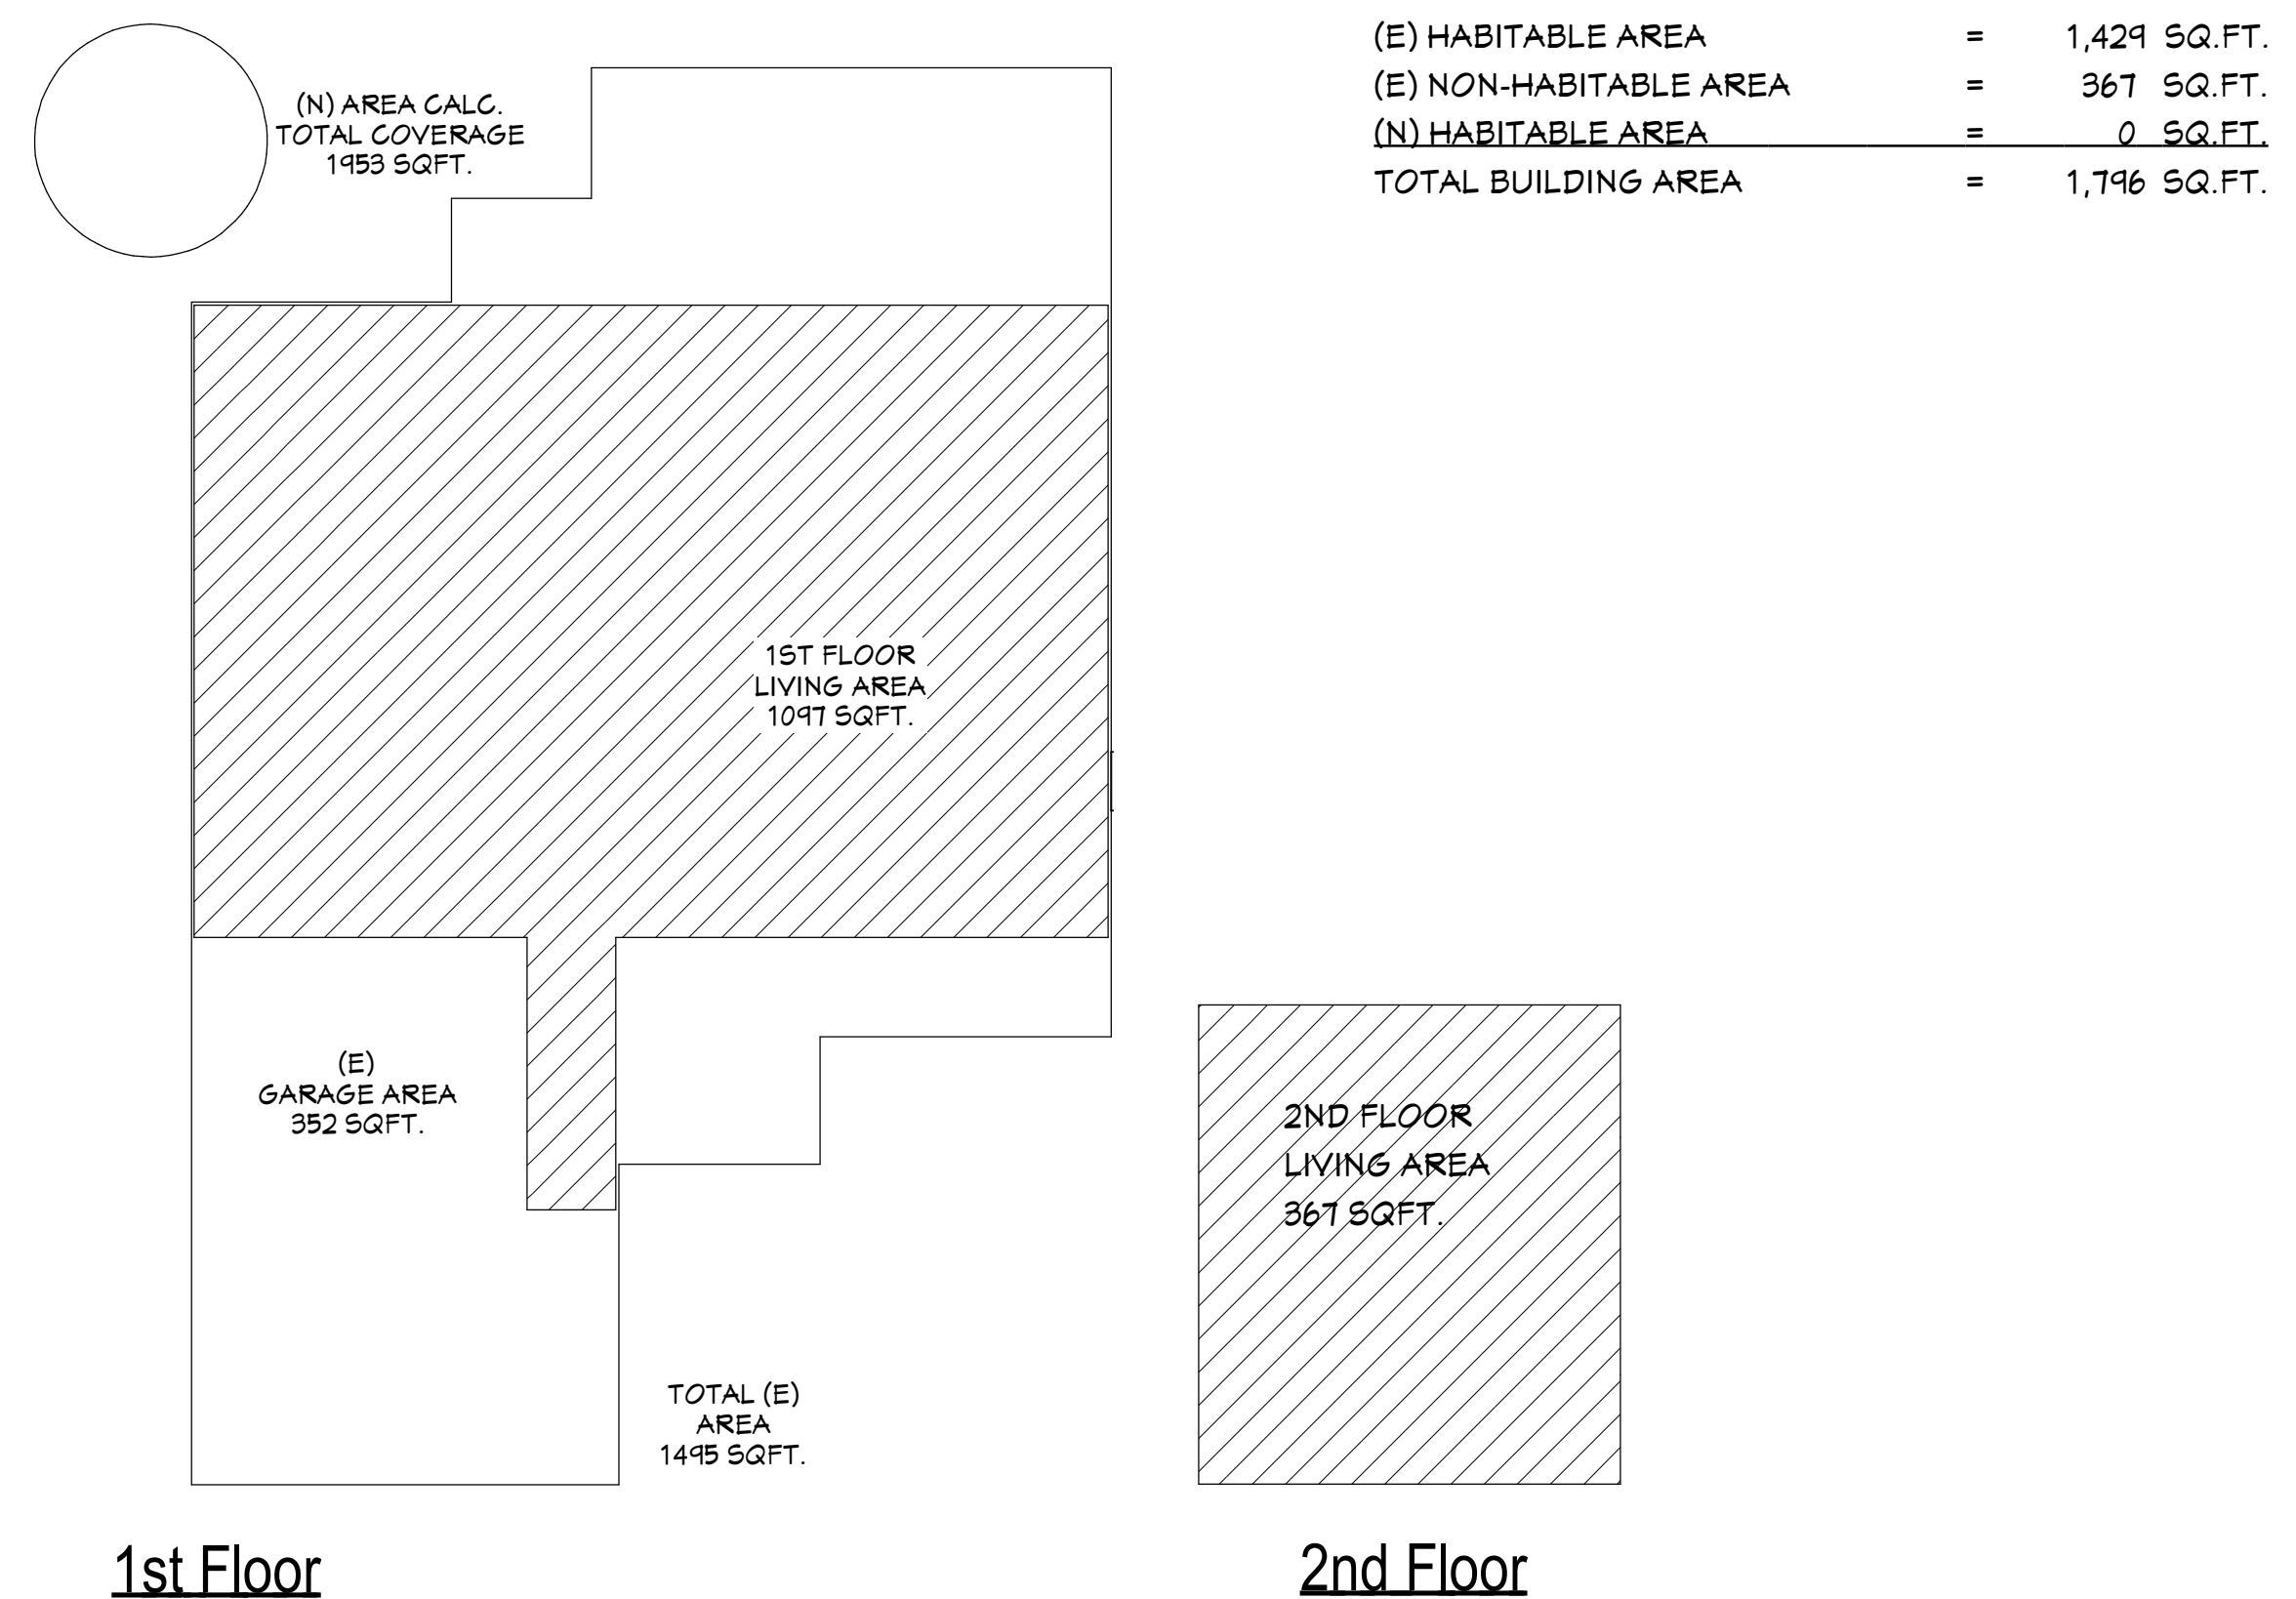 (E) HABITABLE AREA = 1,429 SQ.FT.
(E) NON-HABITABLE AREA = 367 SQ.FT.
(N) HABITABLE AREA = 0 SQ.FT.
TOTAL BUILDING AREA = 1,796 SQ.FT.
(N) AREA CALC.
TOTAL COVERAGE
1953 SQFT.
1ST FLOOR
LIVING AREA
1097 SQFT.
(E)
GARAGE AREA
352 SQFT.
2ND FLOOR
LIVING AREA
367 SQFT.
TOTAL (E)
AREA
1495 SQFT.
1st Floor
2nd Floor